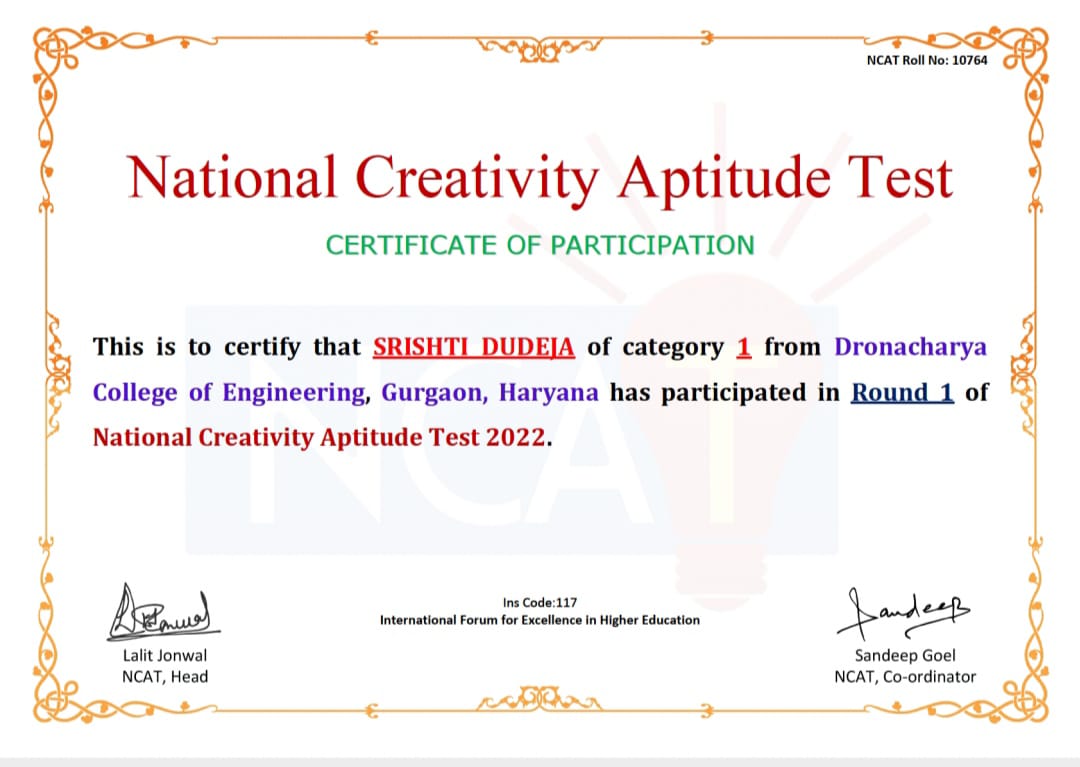 NCAT Roll No: 10764
National Creativity Aptitude Test
CERTIFICATE OF PARTICIPATION
This is to certify that SRISHTI DUDEJA of category 1 from Dronacharya
College of Engineering, Gurgaon, Haryana has participated in Round 1 of
National Creativity Aptitude Test 2022.
NCAT
Ins Code:117
International Forum for Excellence in Higher Education
Sandeep
Lalit Jonwal
NCAT, Head
Sandeep Goel
NCAT, Co-ordinator